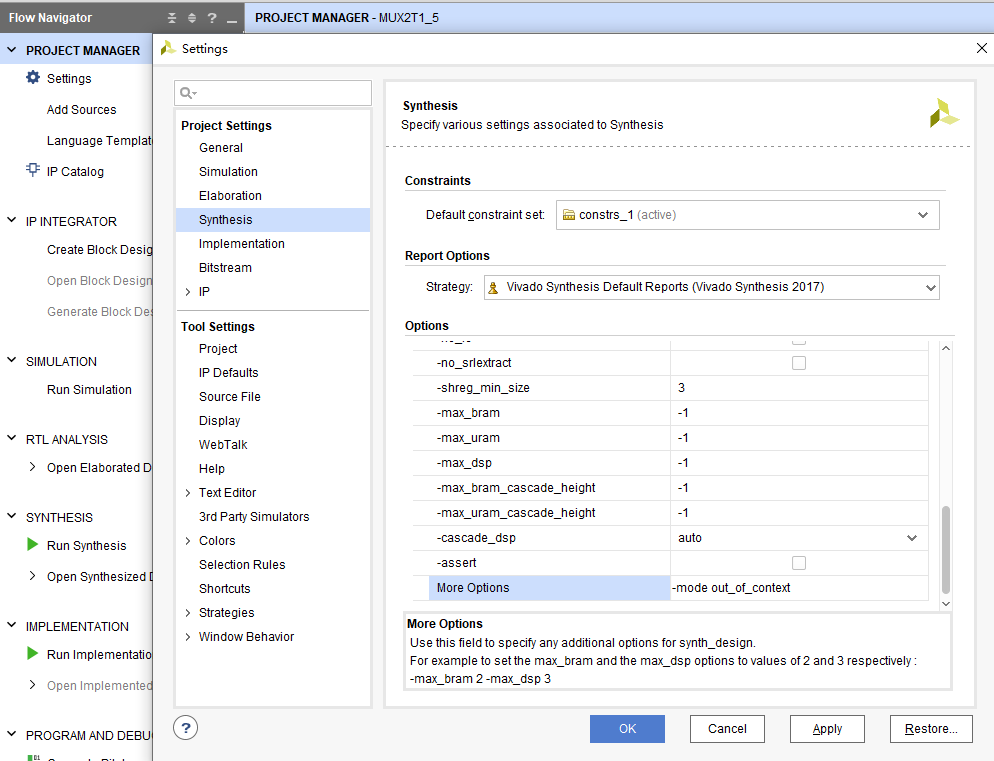 Flow Navigator
PROJECT MANAGER - MUX2T1_5
PROJECT MANAGER
Settings
Add Sources
Language Templat
IP Catalog
IP INTEGRATOR
Create Block Desig
Open Block Design
Generate Block Des
SIMULATION
Run Simulation
RTL ANALYSIS
Open Elaborated D
SYNTHESIS
Run Synthesis
Open Synthesized D
IMPLEMENTATION
Run Implementatio
Open Implemented
PROGRAM AND DEBU
Settings
Project Settings
General
Simulation
Elaboration
Synthesis
Implementation
Bitstream
IP
Tool Settings
Project
IP Defaults
Source File
Display
WebTalk
Help
Text Editor
3rd Party Simulators
Colors
Selection Rules
Shortcuts
Strategies
Window Behavior
Synthesis
Specify various settings associated to Synthesis
Constraints
Default constraint set: constrs_1 (active)
Report Options
Strategy: Vivado Synthesis Default Reports (Vivado Synthesis 2017)
Options
-no_srlextract
-shreg_min_size 3
-max_bram -1
-max_uram -1
-max_dsp -1
-max_bram_cascade_height -1
-max_uram_cascade_height -1
-cascade_dsp auto
-assert
More Options -mode out_of_context
More Options
Use this field to specify any additional options for synth_design.
For example to set the max_bram and the max_dsp options to values of 2 and 3 respectively :
-max_bram 2 -max_dsp 3
? OK Cancel Apply Restore...